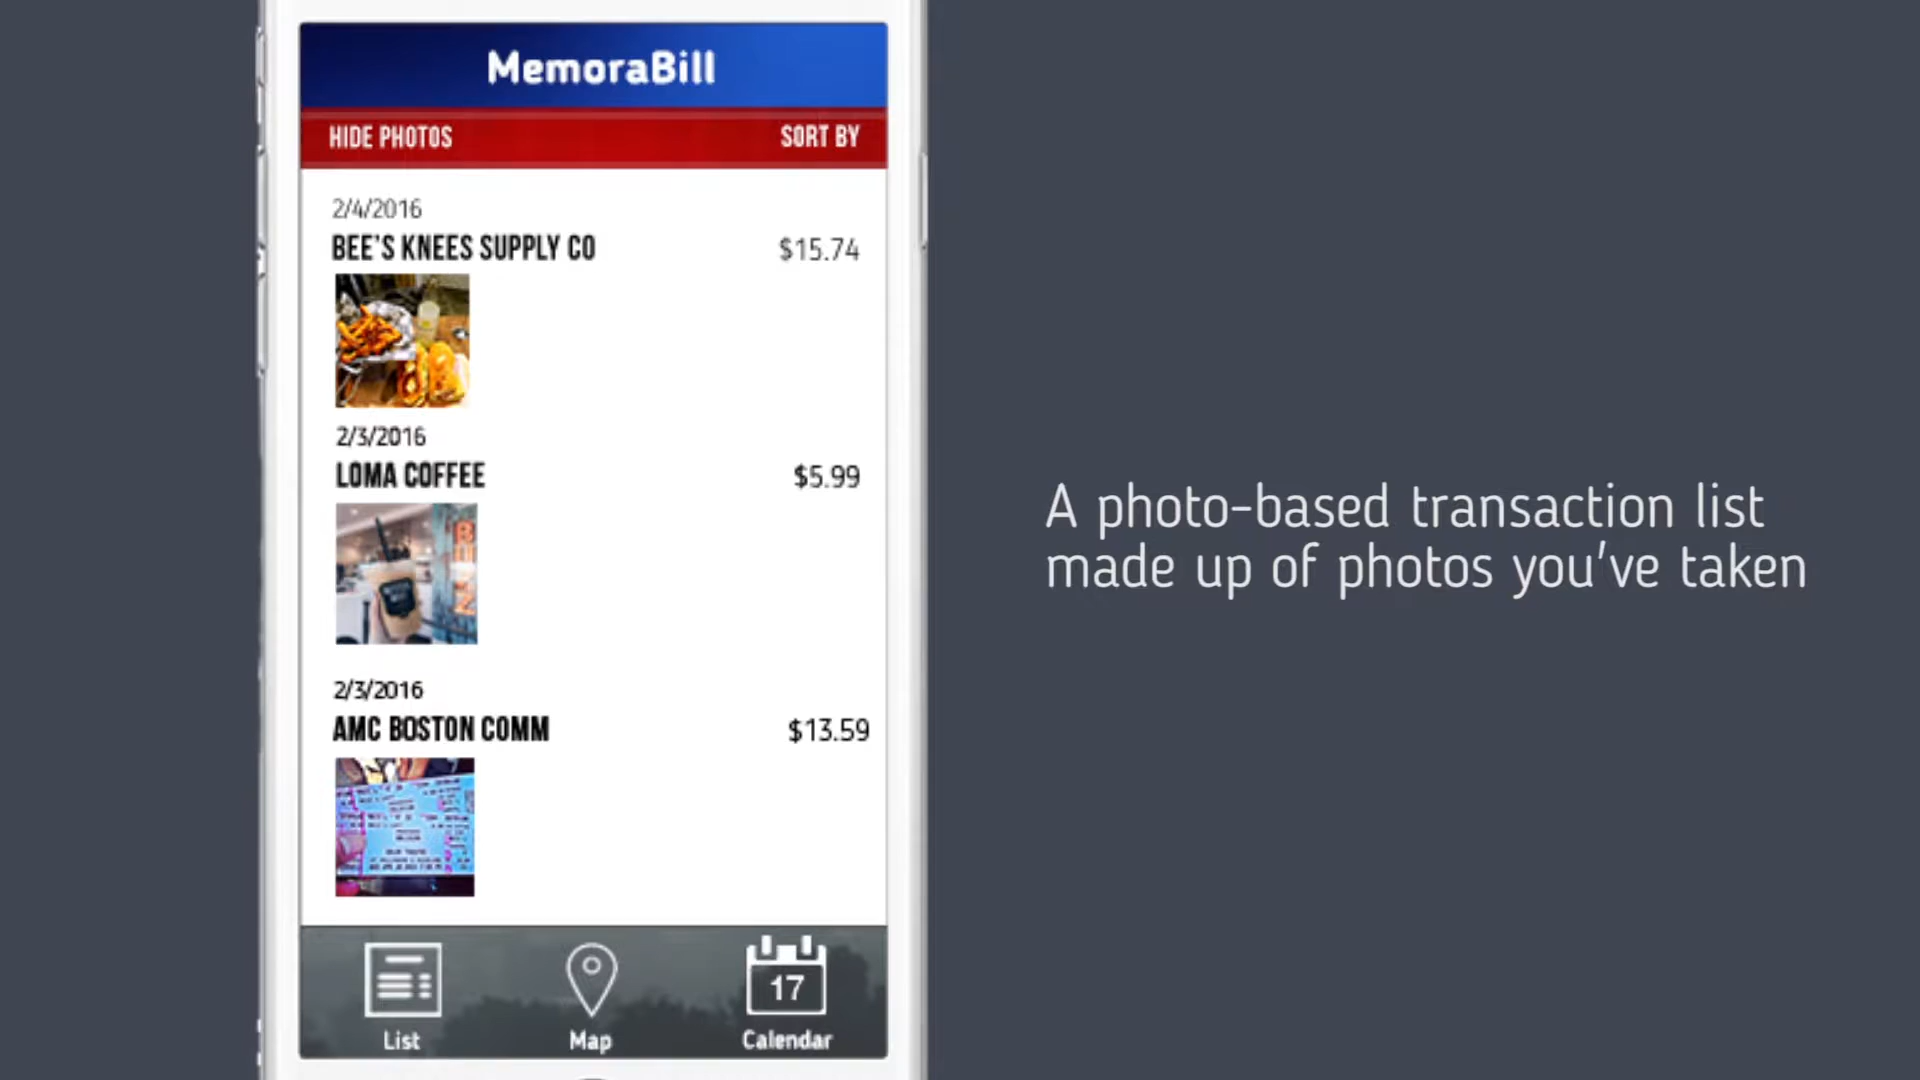 MemoraBill
HIDE PHOTOS SORT BY
2/4/2016
BEE'S KNEES SUPPLY CO $15.74
2/3/2016
LOMA COFFEE $5.99
2/3/2016
AMC BOSTON COMM $13.59
17
List Map Calendar
A photo-based transaction list
made up of photos you've taken